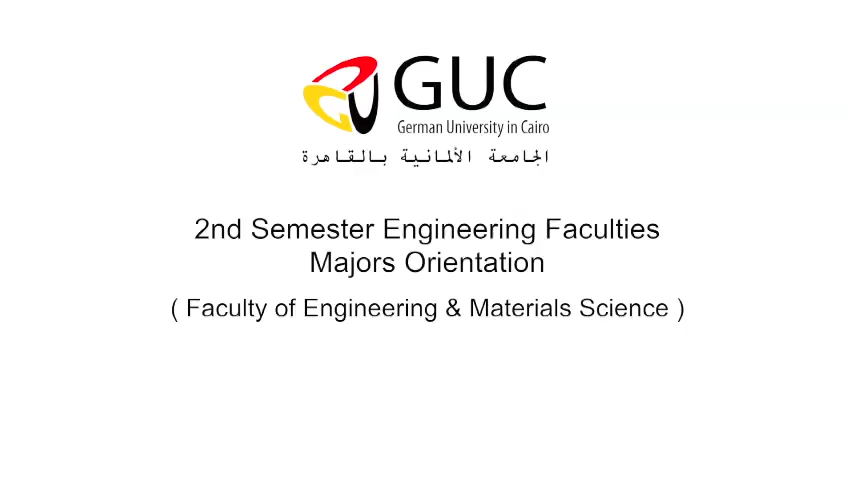 GUC
German University in Cairo
الجامعة الألمانية بالقاهرة
2nd Semester Engineering Faculties
Majors Orientation
( Faculty of Engineering & Materials Science )